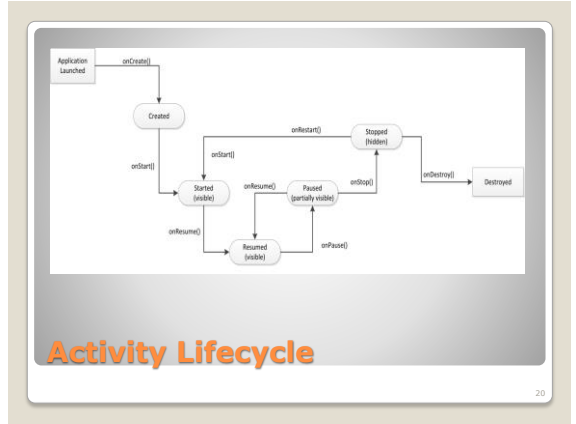 Application
Launched
onCreate()
Created
onStart()
Started
(visible)
onResume()
Resumed
(visible)
onPause()
onResume()
Paused
(partially visible)
onStop()
Stopped
(hidden)
onRestart()
onStart()
onDestroy()
Destroyed
Activity Lifecycle
20